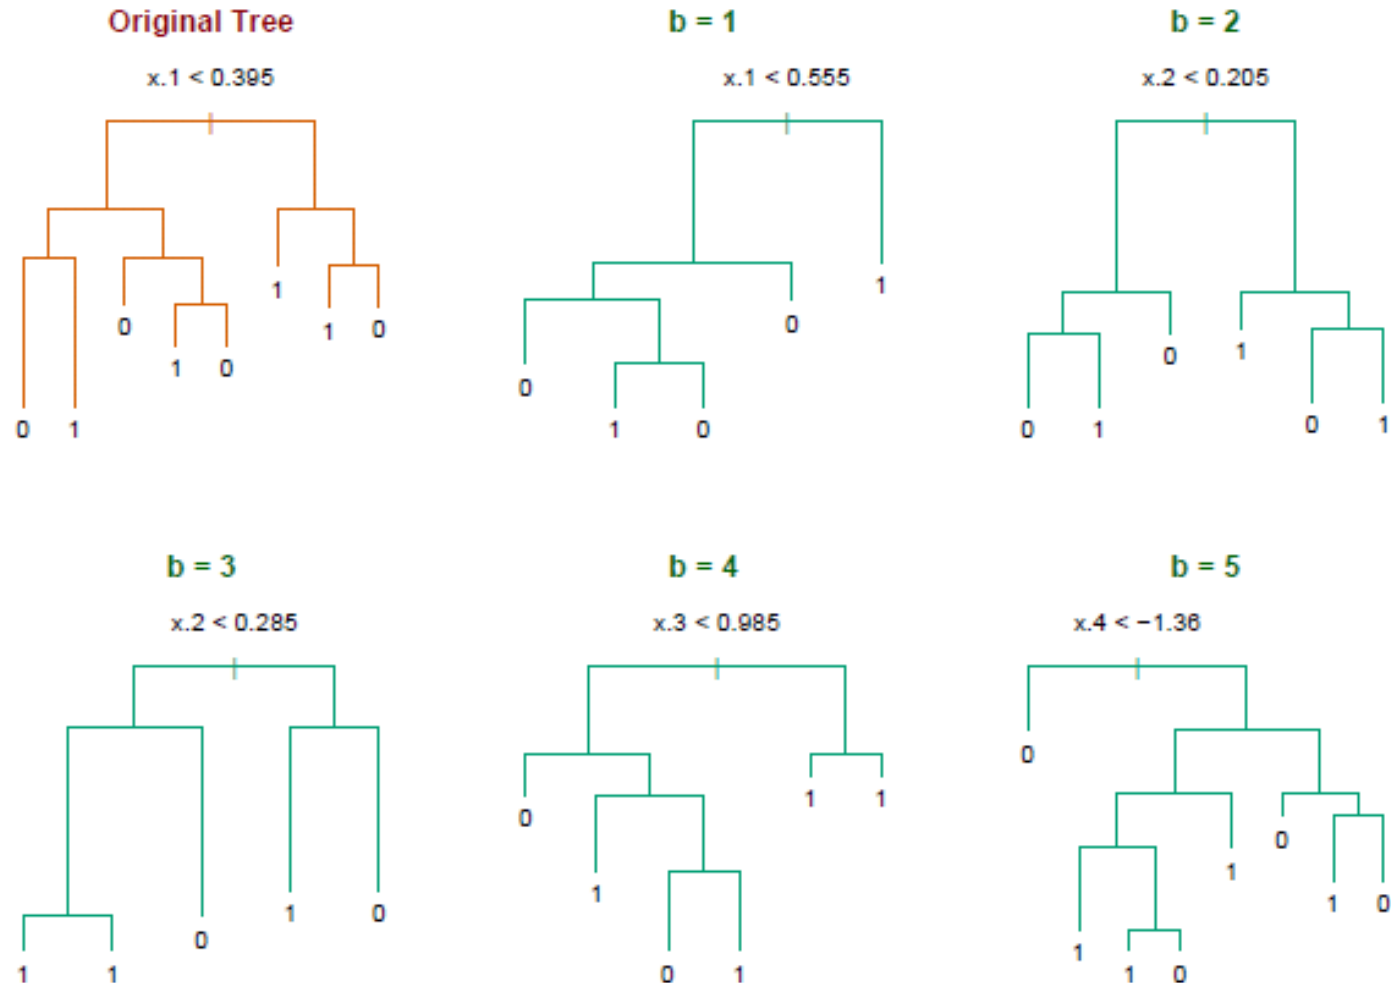 Original Tree
x.1 < 0.395
1
0
1 0
1 0
0 1
b = 1
x.1 < 0.555
1
0
0
1 0
b = 2
x.2 < 0.205
0 1
0 1
0 1
b = 3
x.2 < 0.285
1 0
0
1 1
b = 4
x.3 < 0.985
1 1
0
1
0 1
b = 5
x.4 < −1.36
0
0
1
1 0
1
1 0